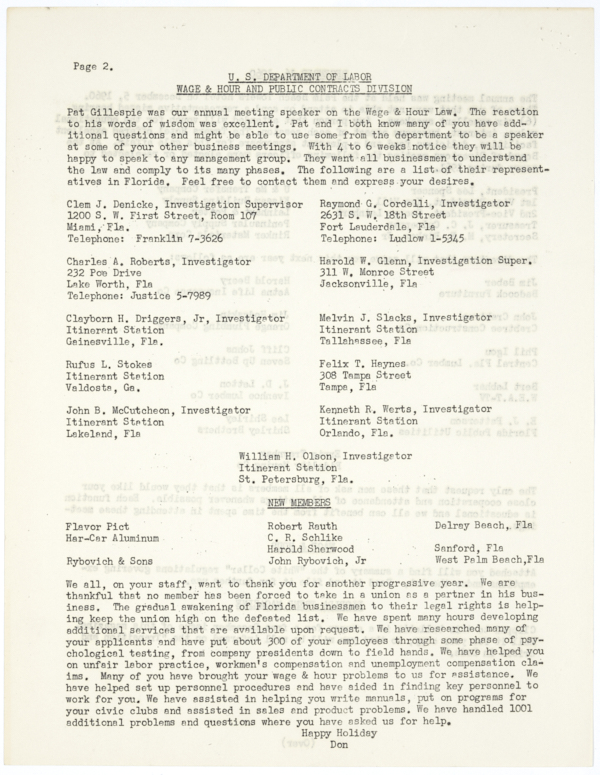 Page 2.
U. S. DEPARTMENT OF LABOR
WAGE & HOUR AND PUBLIC CONTRACTS DIVISION
Pat Gillespie was our annual meeting speaker on the Wage & Hour Law. The reaction
to his words of wisdom was excellent. Pat and I both know many of you have add-
itional questions and might be able to use some from the department to be a speaker
at some of your other business meetings. With 4 to 6 weeks notice they will be
happy to speak to any management group. They want all businessmen to understand
the law and comply to its many phases. The following are a list of their represent-
atives in Florida. Feel free to contact them and express your desires.
Clem J. Denicke, Investigation Supervisor
1200 S. W. First Street, Room 107
Miami, Fla.
Telephone: Franklin 7-3626
Raymond G. Cordelli, Investigator
2631 S. W. 18th Street
Fort Lauderdale, Fla
Telephone: Ludlow 1-5345
Charles A. Roberts, Investigator
232 Poe Drive
Lake Worth, Fla
Telephone: Justice 5-7989
Harold W. Glenn, Investigation Super.
311 W. Monroe Street
Jacksonville, Fla
Clayborn H. Driggers, Jr, Investigator
Itinerant Station
Gainesville, Fla.
Melvin J. Slacks, Investigator
Itinerant Station
Tallahassee, Fla
Rufus L. Stokes
Itinerant Station
Valdosta, Ga.
Felix T. Haynes
308 Tampa Street
Tampa, Fla
John B. McCutcheon, Investigator
Itinerant Station
Lakeland, Fla
Kenneth R. Werts, Investigator
Itinerant Station
Orlando, Fla.
William H. Olson, Investigator
Itinerant Station
St. Petersburg, Fla.
NEW MEMBERS
Flavor Pict Robert Rauth Delray Beach, Fla
Har-Car Aluminum C. R. Schlike
Harold Sherwood Sanford, Fla
Rybovich & Sons John Rybovich, Jr West Palm Beach,Fla
We all, on your staff, want to thank you for another progressive year. We are
thankful that no member has been forced to take in a union as a partner in his bus-
iness. The gradual awakening of Florida businessmen to their legal rights is help-
ing keep the union high on the defeated list. We have spent many hours developing
additional services that are available upon request. We have researched many of
your applicants and have put about 300 of your employees through some phase of psy-
chological testing, from company presidents down to field hands. We have helped you
on unfair labor practice, workmen's compensation and unemployment compensation cla-
ims. Many of you have brought your wage & hour problems to us for assistance. We
have helped set up personnel procedures and have aided in finding key personnel to
work for you. We have assisted in helping you write manuals, put on programs for
your civic clubs and assisted in sales and product problems. We have handled 1001
additional problems and questions where you have asked us for help.
Happy Holiday
Don